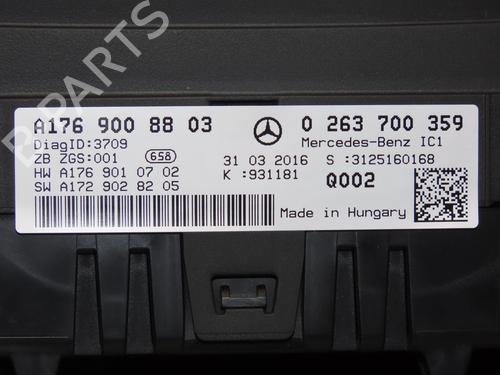 A176 900 88 03
0 263 700 359
DiagID:3709
Mercedes-Benz IC1
ZB ZGS:001
658
31 03 2016
S :3125160168
HW A176 901 07 02
K :931181
Q002
SW A172 902 82 05
Made in Hungary
B-PARTS